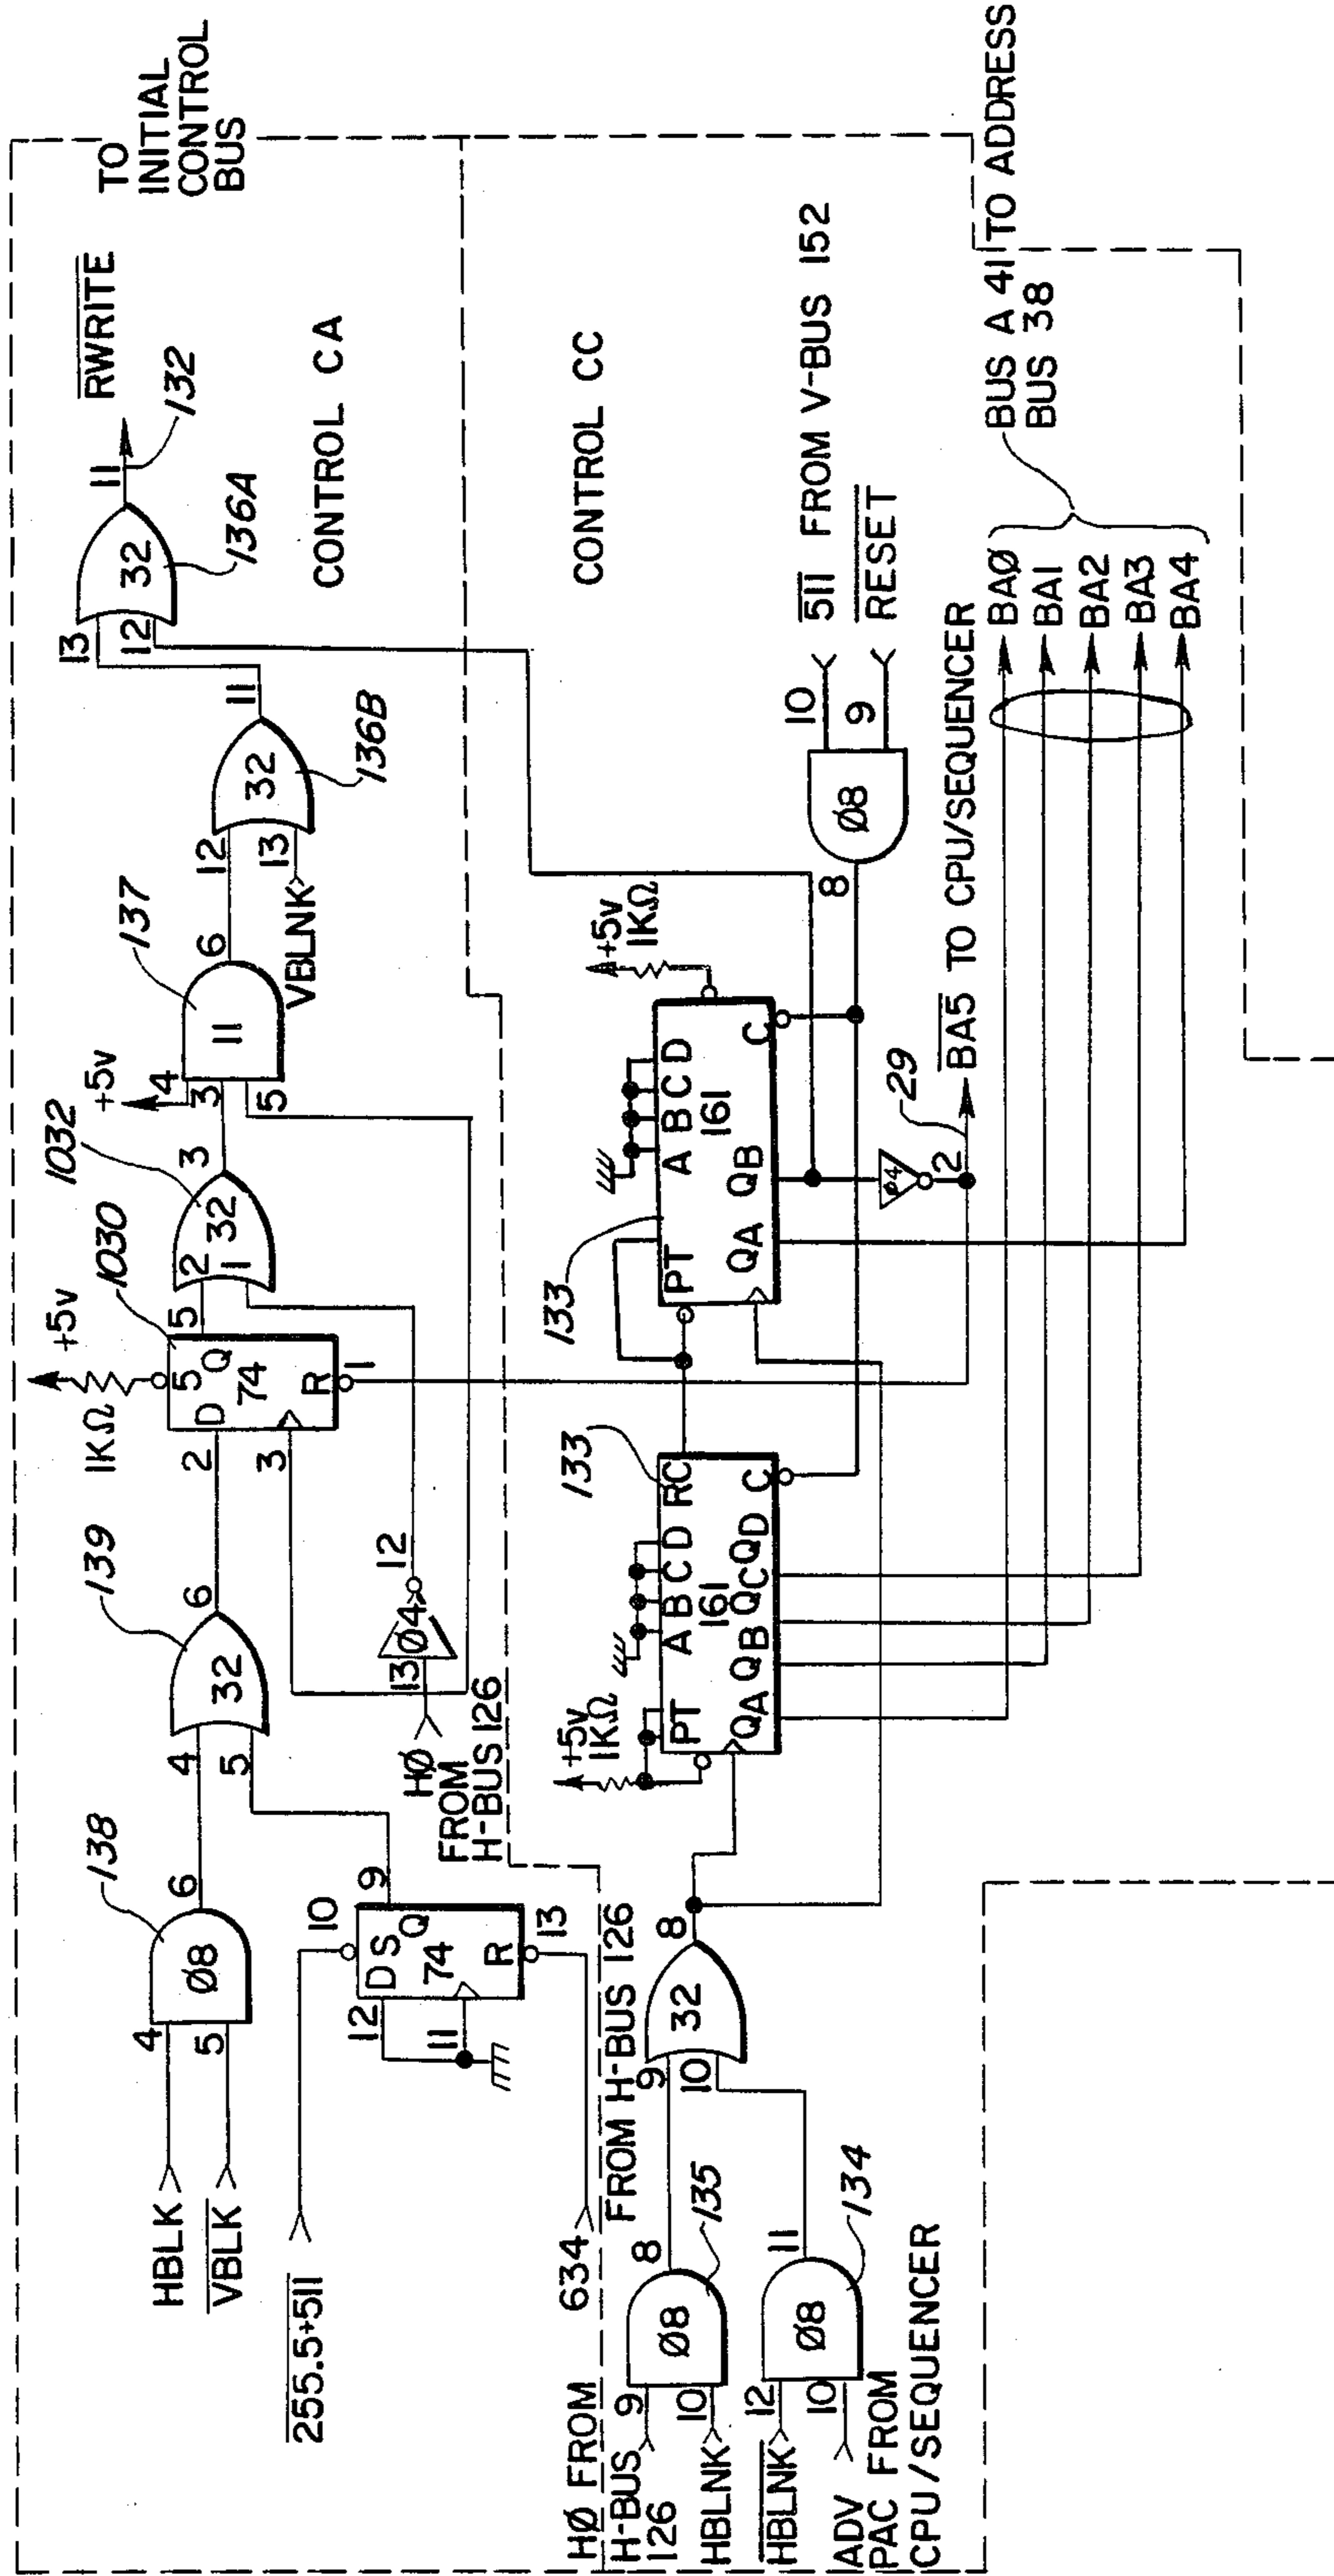 HBLK
VBLK
255.5+511
4
5
Ø8
138
6
10
12
11
D S Q
74
R
9
13
634
FROM H-BUS 126
4
5
32
139
6
HØ
FROM
H-BUS 126
13
Ø4
12
1KΩ
+5v
2
3
5
D Q
74
R
1
1030
5
2
1
32
3
1032
+5v
4
3
5
11
137
6
VBLNK
12
13
32
136B
11
13
12
32
136A
11
132
RWRITE
TO
INITIAL
CONTROL
BUS
CONTROL CA
CONTROL CC
HØ FROM
H-BUS
126
9
HBLNK
10
Ø8
135
8
HBLNK
12
ADV
PAC FROM
CPU/SEQUENCER
10
Ø8
134
11
9
10
32
8
+5v
1KΩ
PT
A B C D RC
161
QA QB QC QD C
133
133
PT
A B C D
161
QA QB C
+5v
1KΩ
8
Ø8
10
9
511 FROM V-BUS 152
RESET
Ø4
2
29
BA5 TO CPU/SEQUENCER
BAØ
BA1
BA2
BA3
BA4
BUS A 41 TO ADDRESS
BUS 38